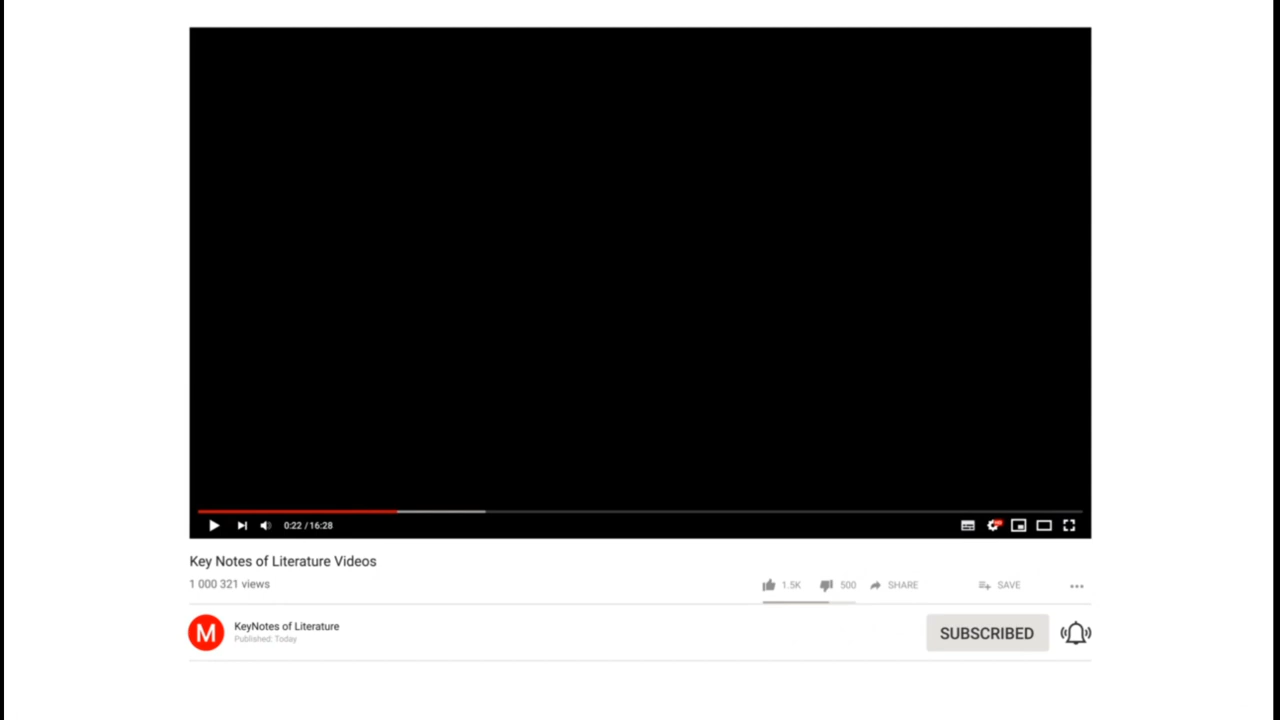 0:22 / 16:28
Key Notes of Literature Videos
1 000 321 views
1.5K 500 SHARE SAVE
M
KeyNotes of Literature
Published: Today
SUBSCRIBED